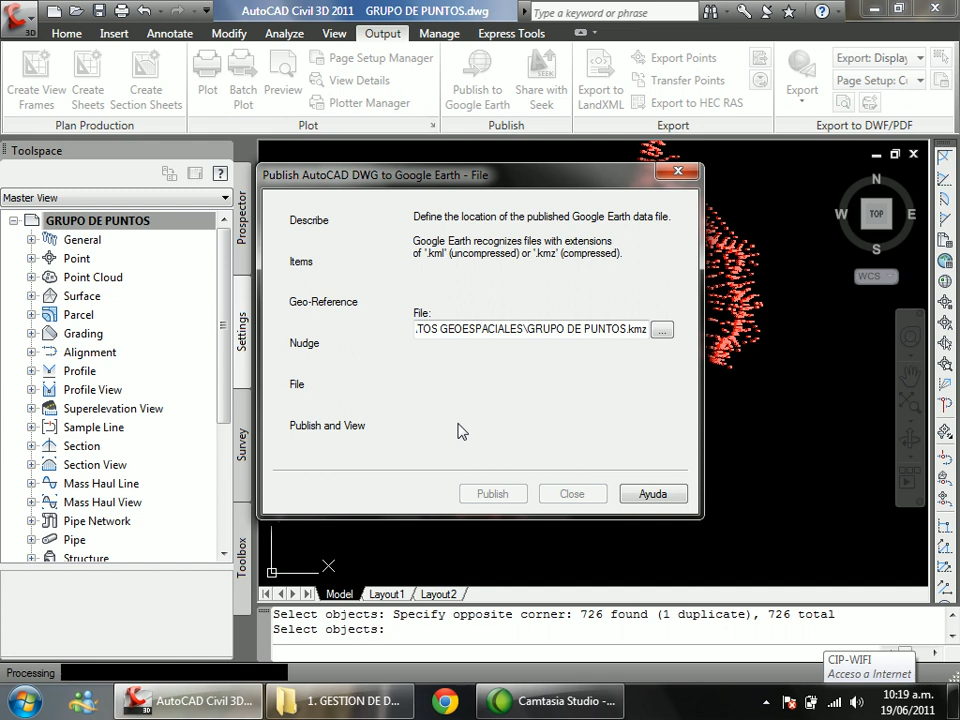 AutoCAD Civil 3D 2011 GRUPO DE PUNTOS.dwg
Type a keyword or phrase
3D
Home
Insert
Annotate
Modify
Analyze
View
Output
Manage
Express Tools
Create View Frames
Create Sheets
Create Section Sheets
Plan Production
Plot
Batch Plot
Preview
Page Setup Manager
View Details
Plotter Manager
Plot
Publish to Google Earth
Share with Seek
Publish
Export to LandXML
Export Points
Transfer Points
Export to HEC RAS
Export
Export
Export: Display
Page Setup: C
Export to DWF/PDF
Toolspace
Master View
GRUPO DE PUNTOS
General
Point
Point Cloud
Surface
Parcel
Grading
Alignment
Profile
Profile View
Superelevation View
Sample Line
Section
Section View
Mass Haul Line
Mass Haul View
Pipe Network
Pipe
Structure
Prospector
Settings
Survey
Toolbox
Publish AutoCAD DWG to Google Earth - File
Describe
Items
Geo-Reference
Nudge
File
Publish and View
Define the location of the published Google Earth data file.
Google Earth recognizes files with extensions
of '.kml' (uncompressed) or '.kmz' (compressed).
File:
.TOS GEOESPACIALES\GRUPO DE PUNTOS.kmz
...
Publish
Close
Ayuda
N
W
TOP
E
S
WCS
X
Model
Layout1
Layout2
Select objects: Specify opposite corner: 726 found (1 duplicate), 726 total
Select objects:
Processing
CIP-WIFI
Acceso a Internet
AutoCAD Civil 3D...
1. GESTION DE D...
Camtasia Studio -...
10:19 a.m.
19/06/2011